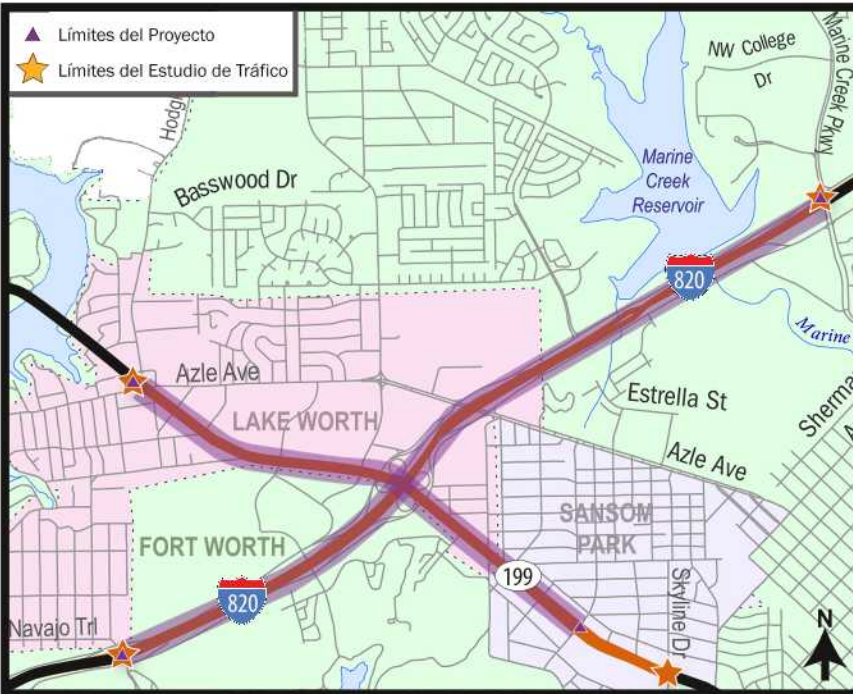 Límites del Proyecto
Límites del Estudio de Tráfico
NW College
Dr
Marine Creek Pkwy
Marine
Creek
Reservoir
Basswood Dr
820
Marine
Azle Ave
LAKE WORTH
Estrella St
Azle Ave
SANSOM
PARK
FORT WORTH
199
820
Skyline Dr
Navajo Trl
N